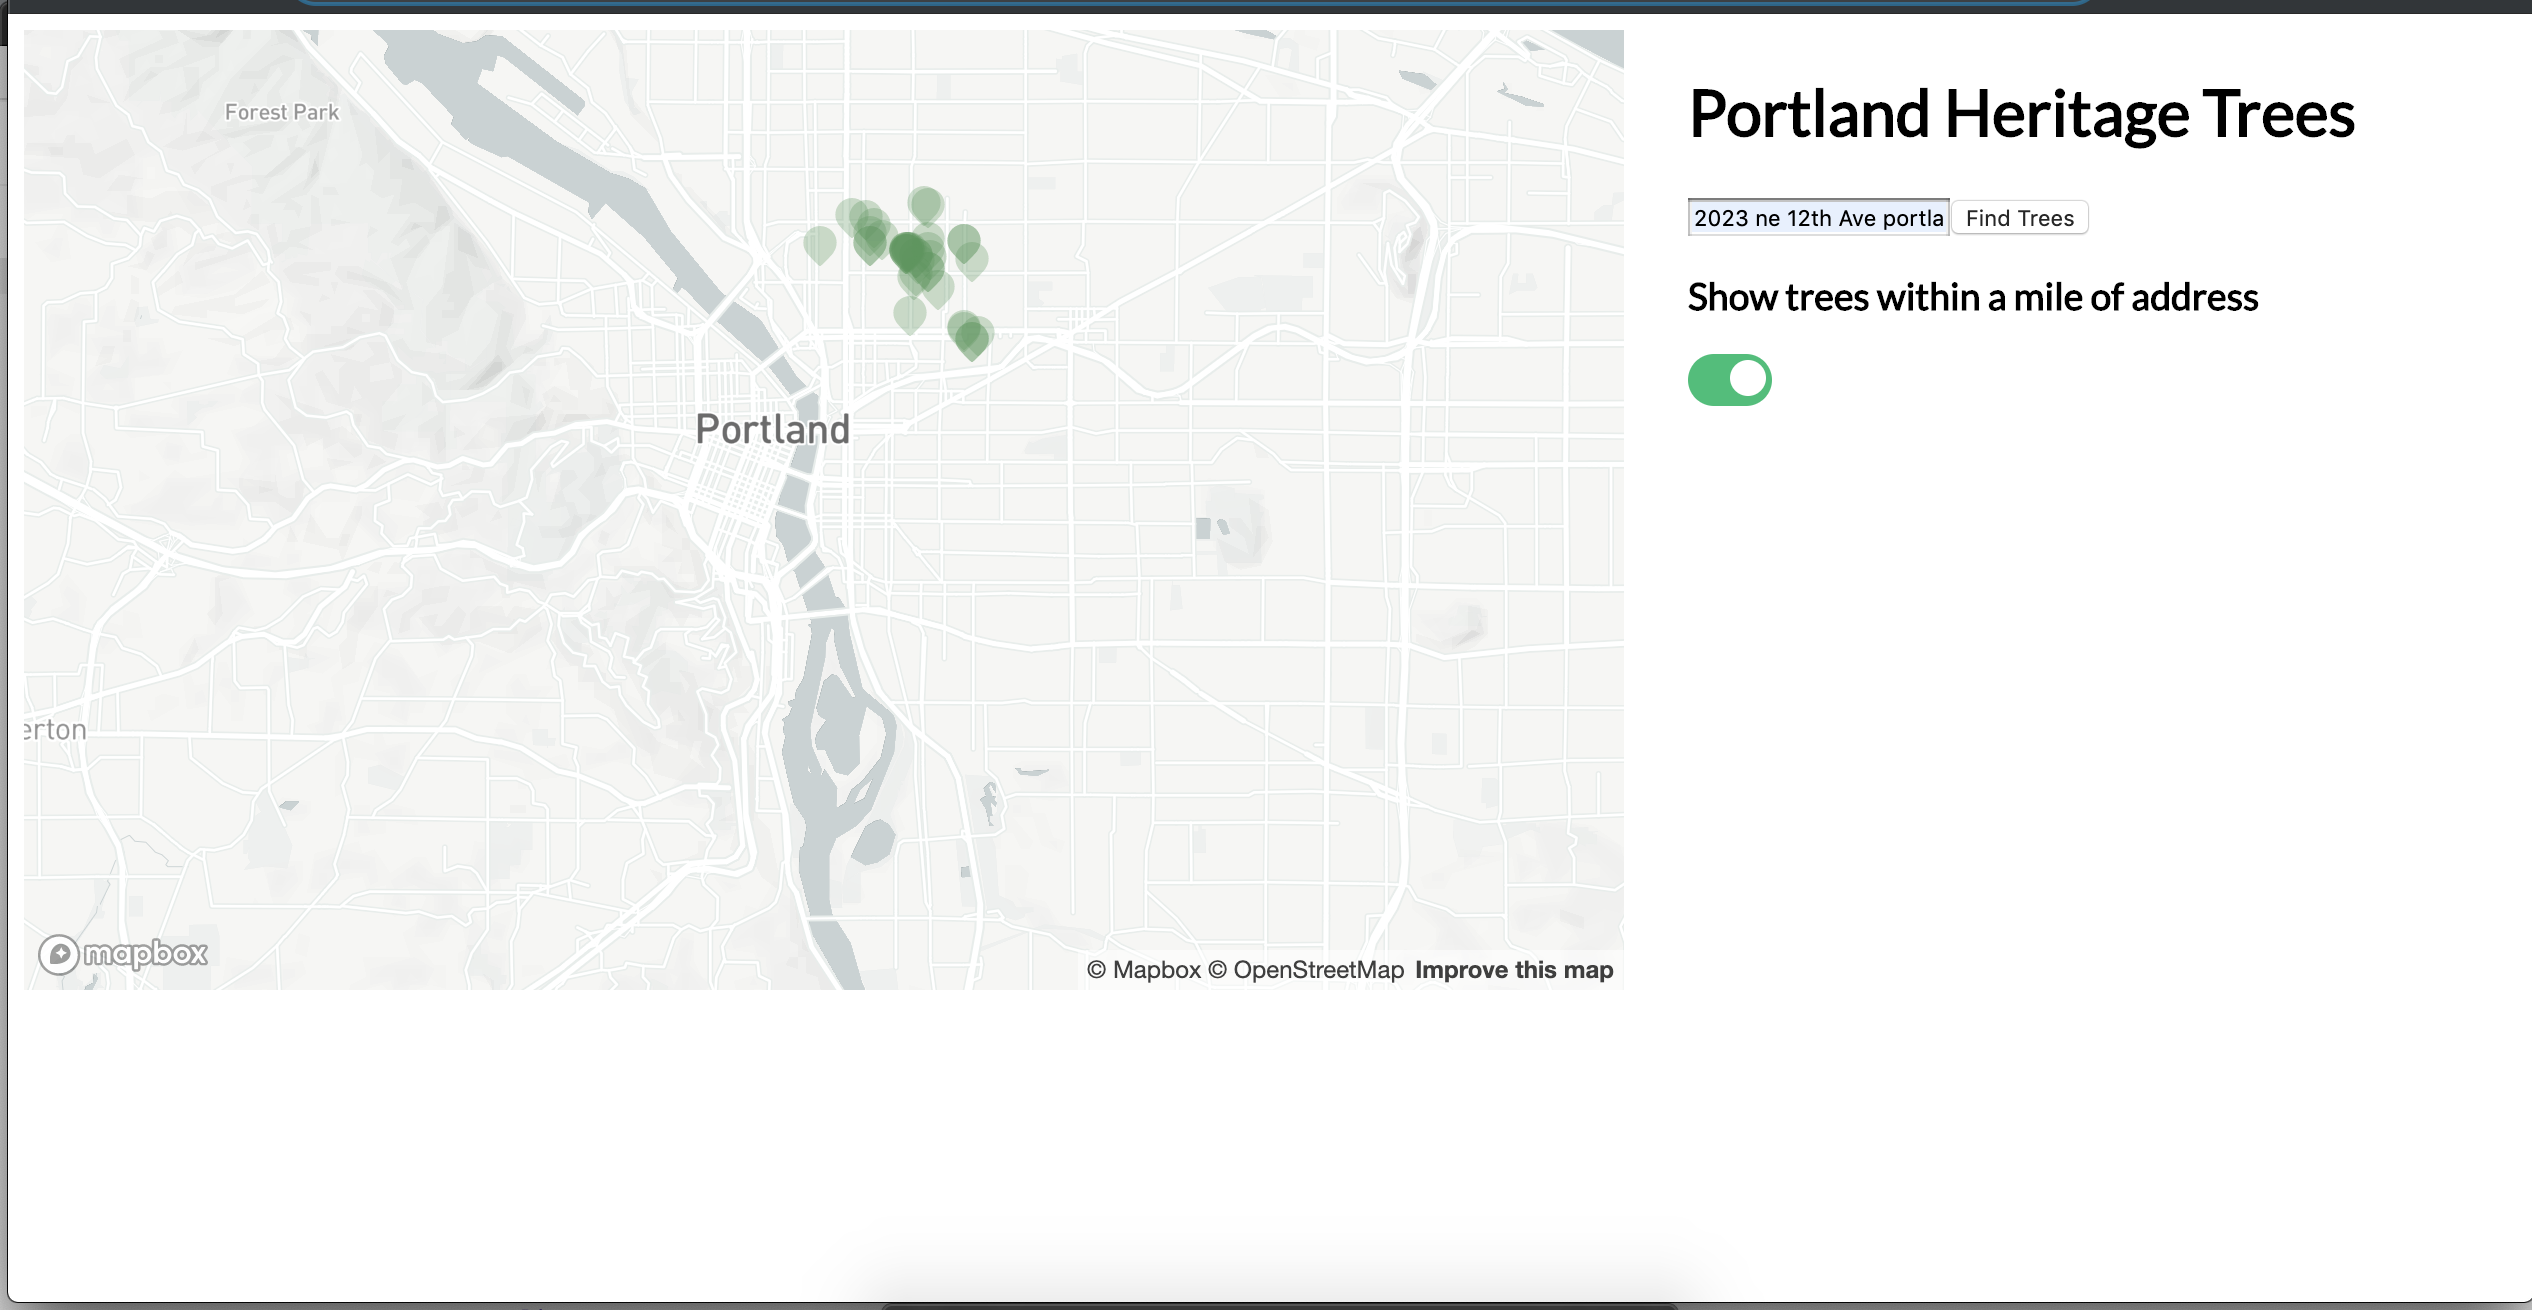 Forest Park
Portland
erton
mapbox
© Mapbox © OpenStreetMap Improve this map
Portland Heritage Trees
2023 ne 12th Ave portla
Find Trees
Show trees within a mile of address